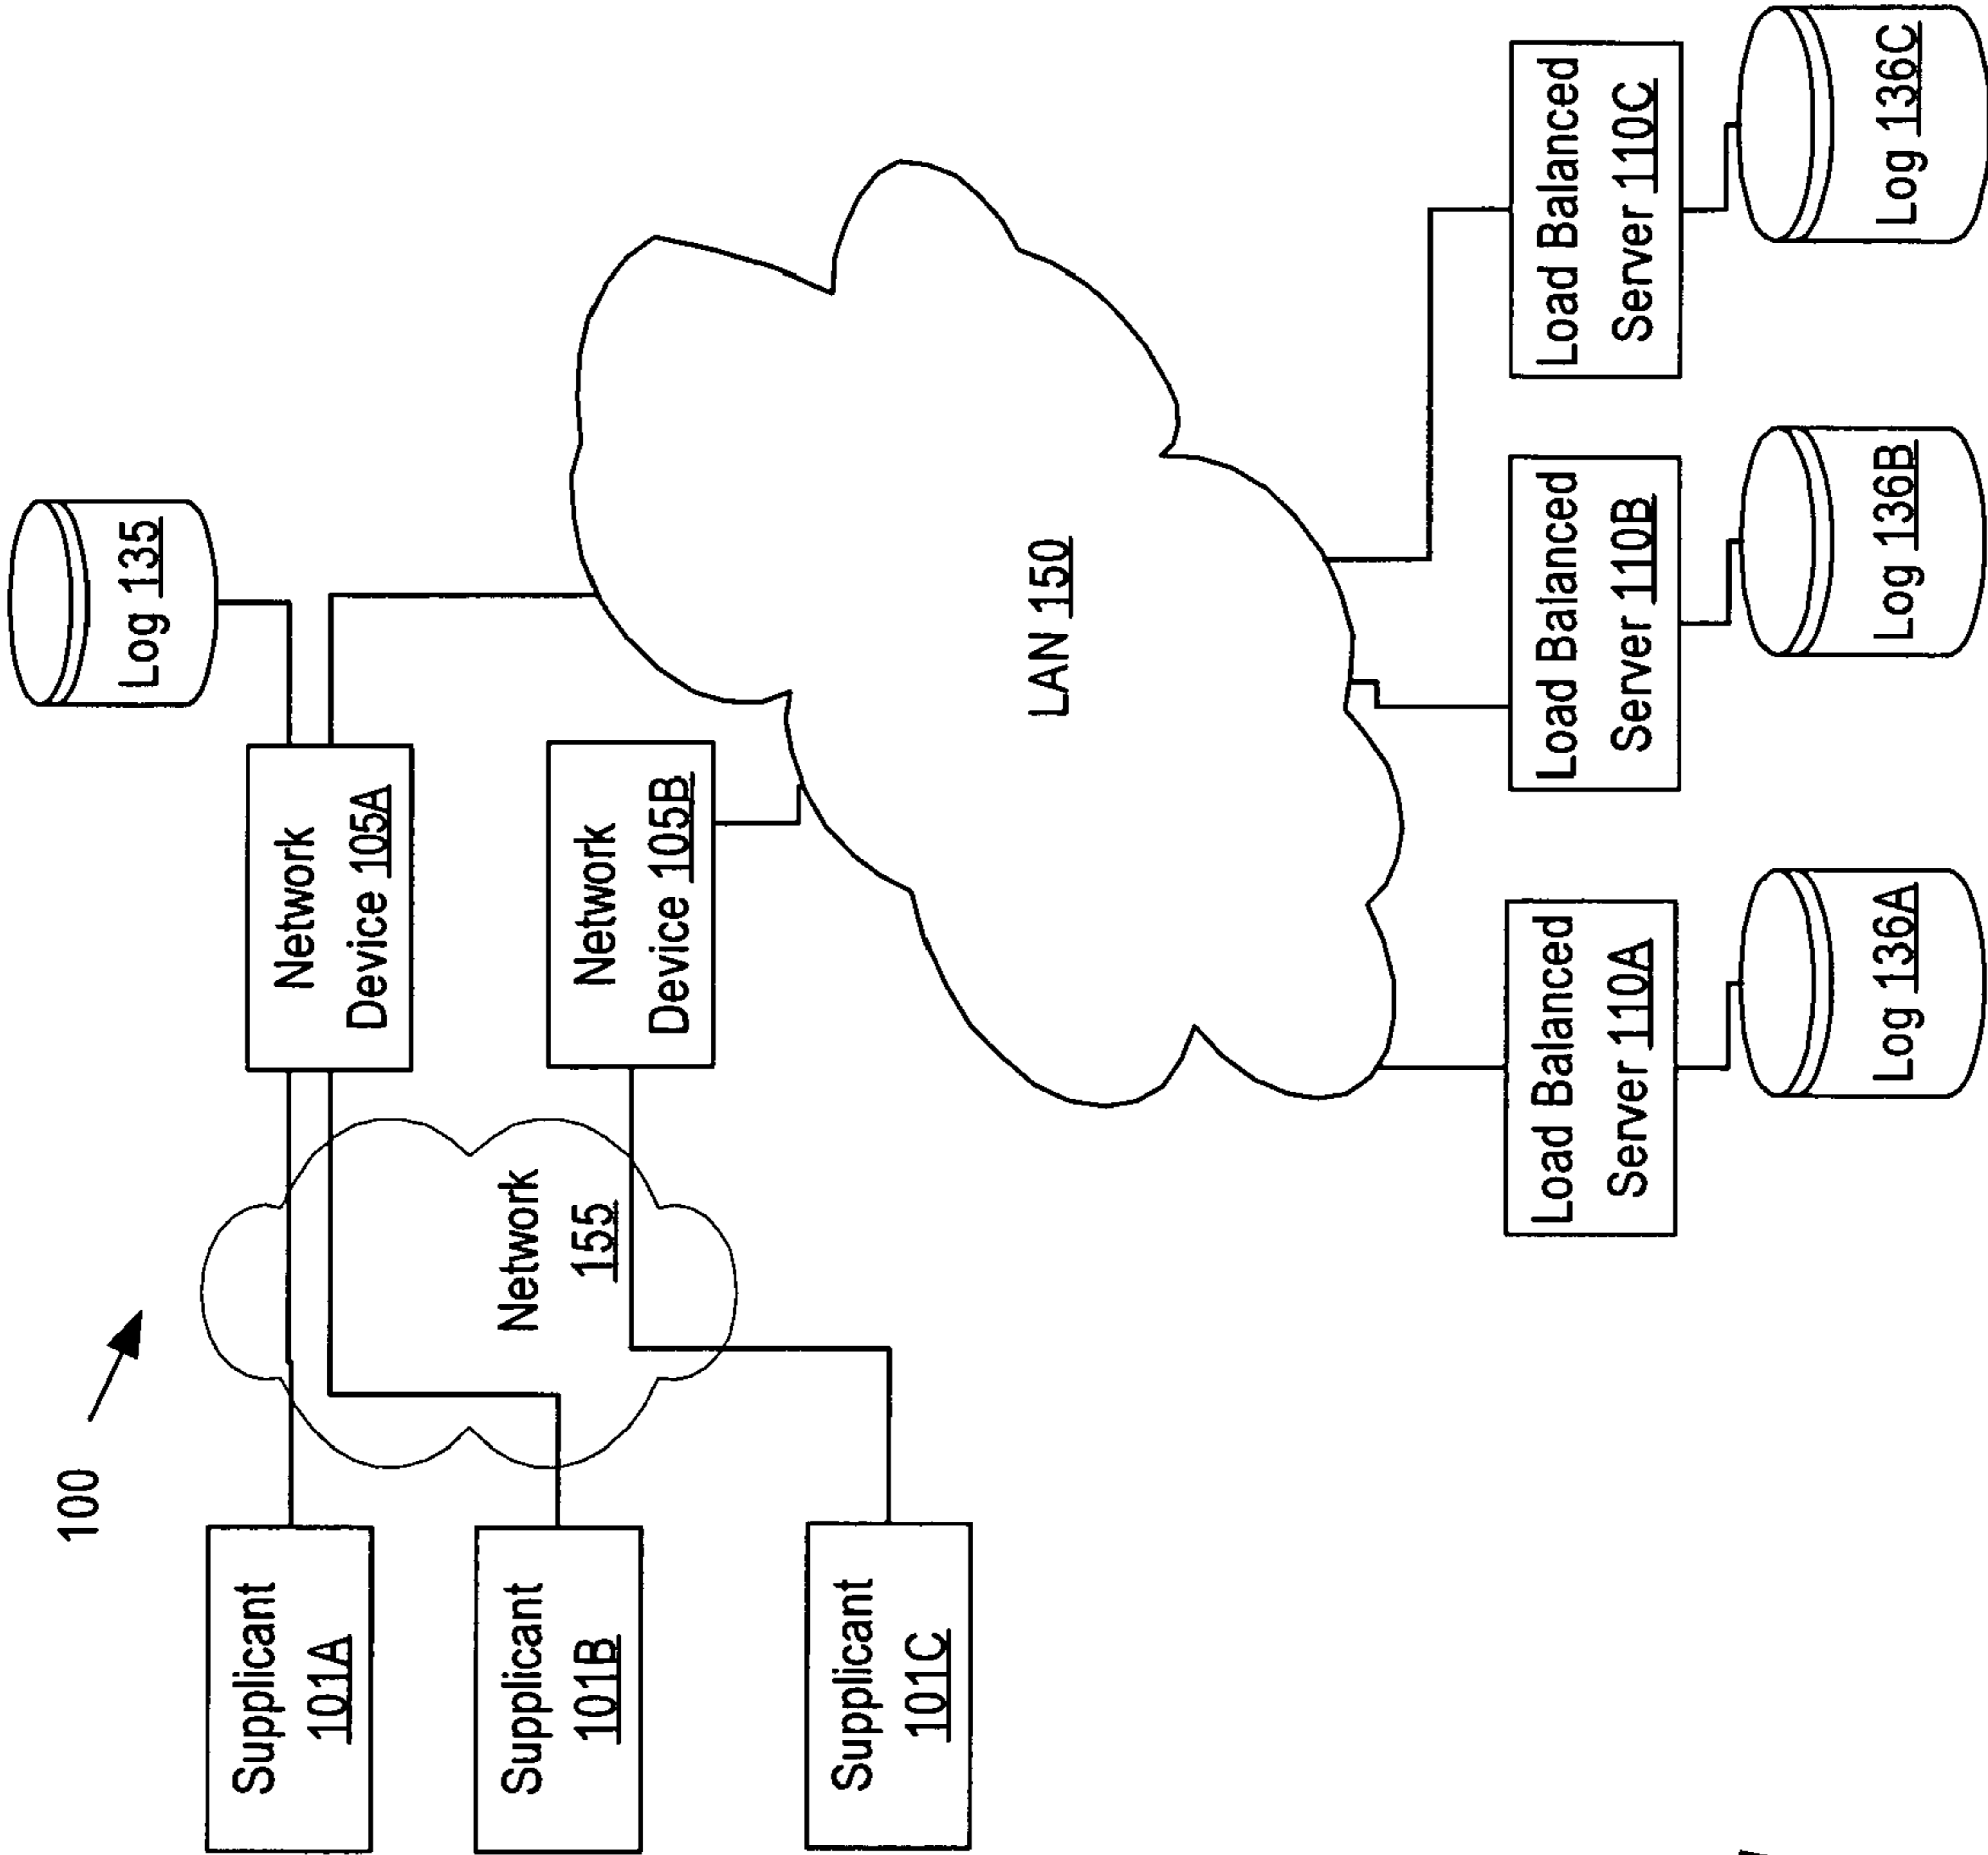 100
Supplicant
101A
Supplicant
101B
Supplicant
101C
Network
155
Network
Device 105A
Network
Device 105B
Log 135
LAN 150
Load Balanced
Server 110A
Load Balanced
Server 110B
Load Balanced
Server 110C
Log 136A
Log 136B
Log 136C